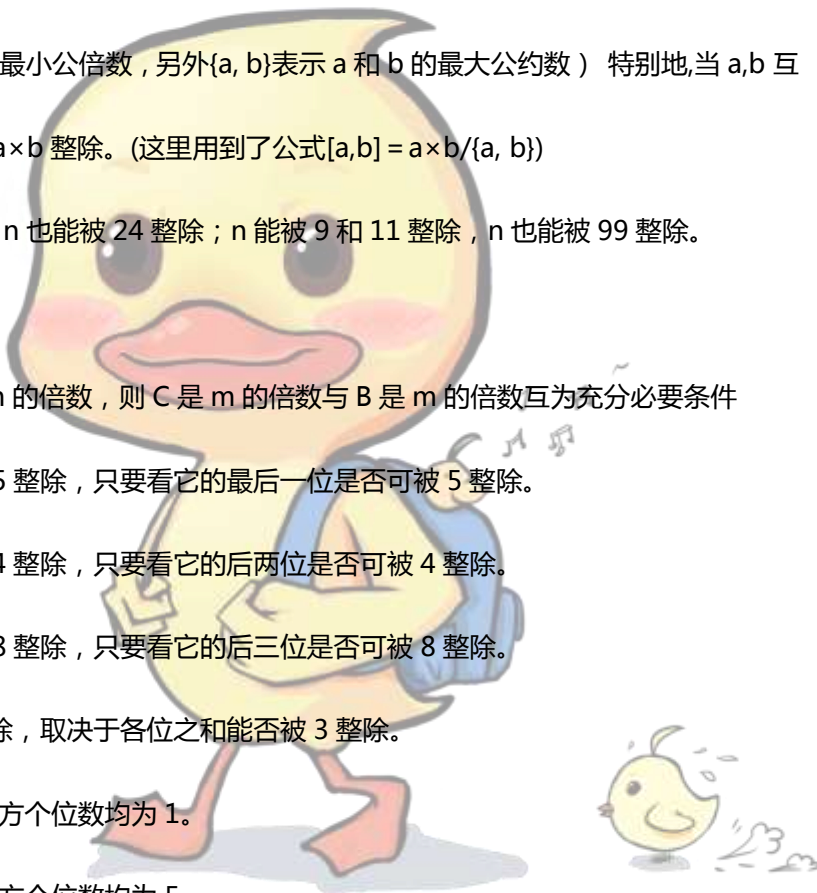 最小公倍数，另外{a, b}表示 a 和 b 的最大公约数） 特别地,当 a,b 互
a×b 整除。(这里用到了公式[a,b] = a×b/{a, b})
n 也能被 24 整除；n 能被 9 和 11 整除，n 也能被 99 整除。
的倍数，则 C 是 m 的倍数与 B 是 m 的倍数互为充分必要条件
5 整除，只要看它的最后一位是否可被 5 整除。
4 整除，只要看它的后两位是否可被 4 整除。
8 整除，只要看它的后三位是否可被 8 整除。
除，取决于各位之和能否被 3 整除。
方个位数均为 1。